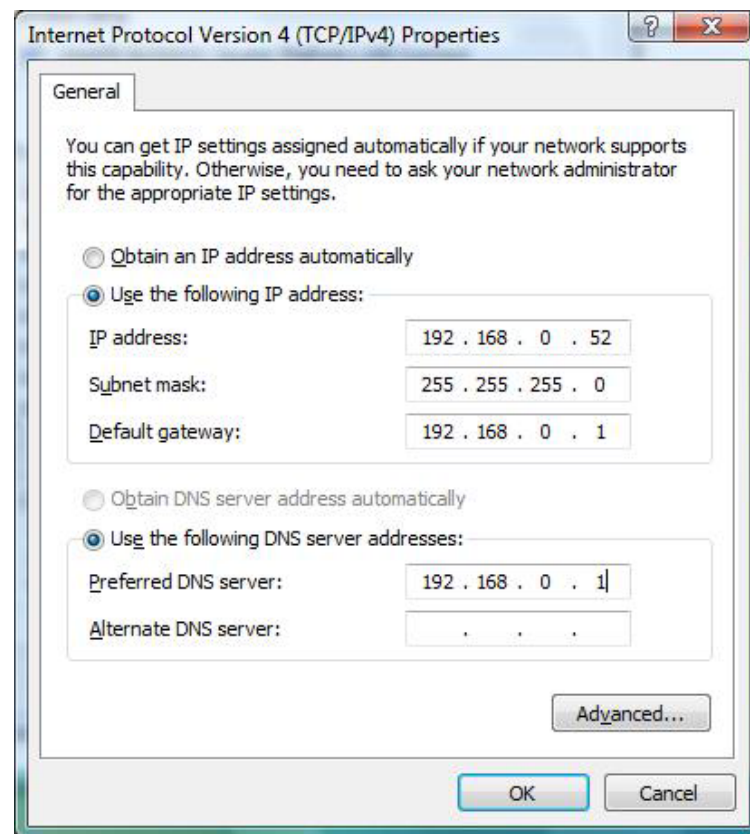 Internet Protocol Version 4 (TCP/IPv4) Properties
General
You can get IP settings assigned automatically if your network supports
this capability. Otherwise, you need to ask your network administrator
for the appropriate IP settings.
Obtain an IP address automatically
Use the following IP address:
IP address: 192 . 168 . 0 . 52
Subnet mask: 255 . 255 . 255 . 0
Default gateway: 192 . 168 . 0 . 1
Obtain DNS server address automatically
Use the following DNS server addresses:
Preferred DNS server: 192 . 168 . 0 . 1
Alternate DNS server: . . .
Advanced...
OK Cancel